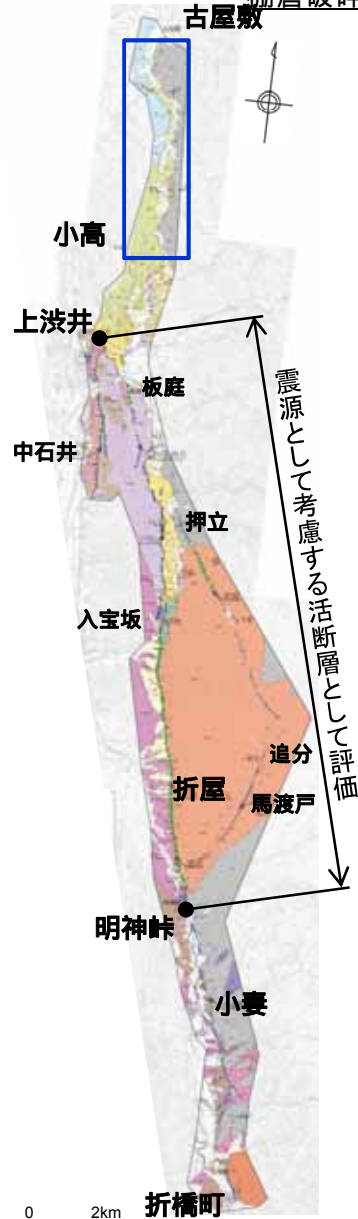 古屋敷
小高
上渋井
板庭
中石井
押立
入宝坂
追分
折屋
馬渡戸
明神峠
小妻
折橋町
震源として考慮する活断層として評価
0 2km